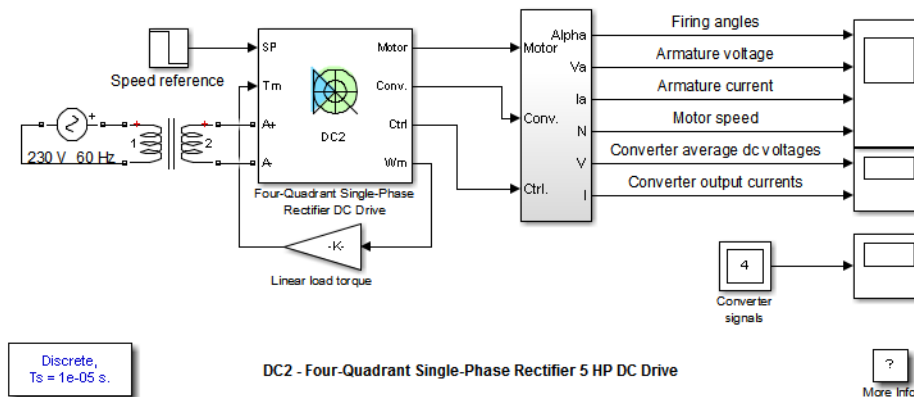 Speed reference
230 V 60 Hz
+
1
2
SP
Tm
A+
A-
Motor
Conv.
Ctrl
Wm
DC2
Four-Quadrant Single-Phase
Rectifier DC Drive
-K-
Linear load torque
Motor
Conv.
Ctrl.
Alpha
Va
Ia
N
V
I
Firing angles
Armature voltage
Armature current
Motor speed
Converter average dc voltages
Converter output currents
4
Converter
signals
Discrete,
Ts = 1e-05 s.
DC2 - Four-Quadrant Single-Phase Rectifier 5 HP DC Drive
?
More Info